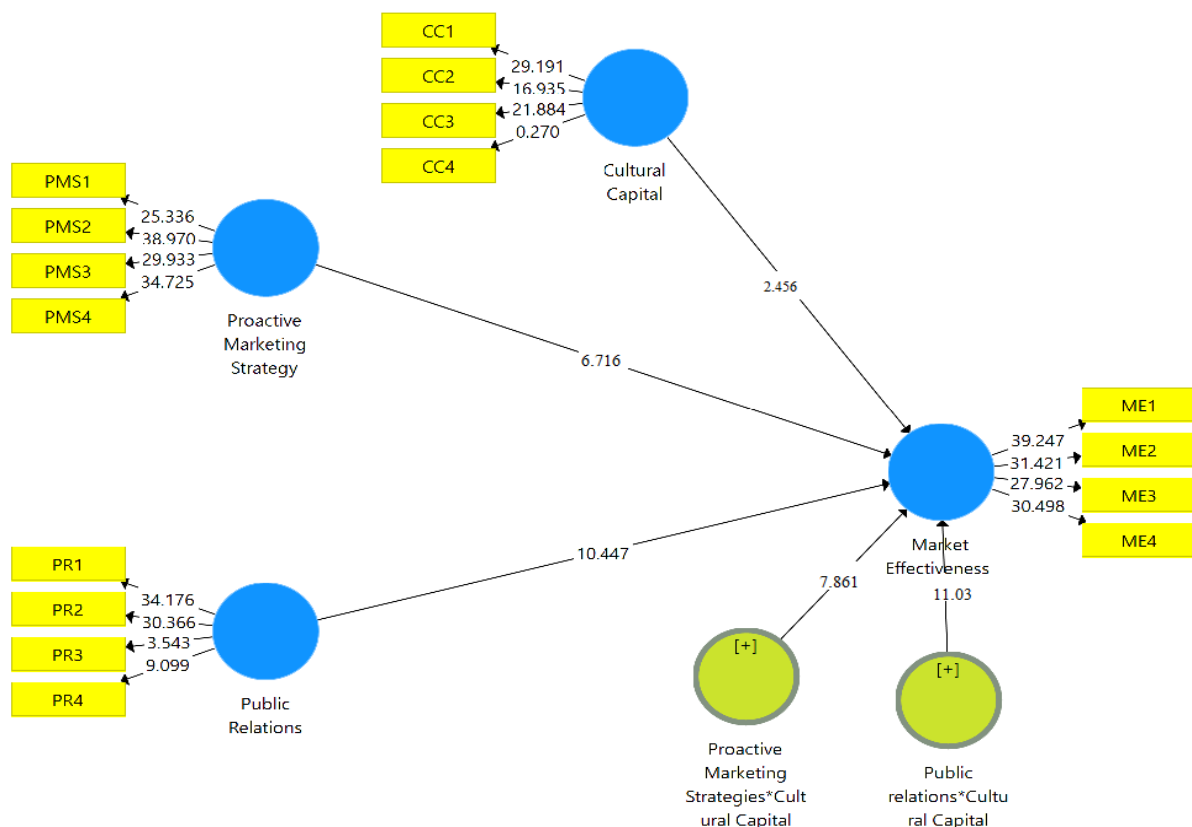 CC1
CC2
CC3
CC4
29.191
16.935
21.884
0.270
Cultural
Capital
PMS1
PMS2
PMS3
PMS4
25.336
38.970
29.933
34.725
Proactive
Marketing
Strategy
2.456
6.716
ME1
ME2
ME3
ME4
39.247
31.421
27.962
30.498
Market
Effectiveness
PR1
PR2
PR3
PR4
34.176
30.366
3.543
9.099
Public
Relations
10.447
7.861
11.03
[+]
Proactive
Marketing
Strategies*Cult
ural Capital
[+]
Public
relations*Cultu
ral Capital